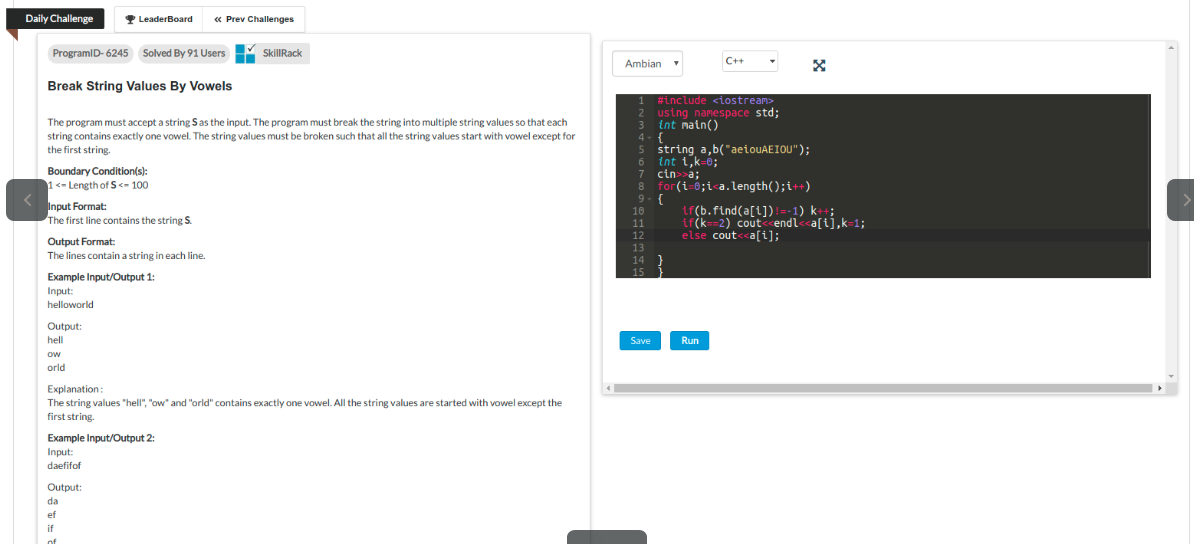 Daily Challenge
LeaderBoard
« Prev Challenges
ProgramID- 6245
Solved By 91 Users
SkillRack
Break String Values By Vowels
The program must accept a string S as the input. The program must break the string into multiple string values so that each
string contains exactly one vowel. The string values must be broken such that all the string values start with vowel except for
the first string.
Boundary Condition(s):
1 <= Length of S <= 100
Input Format:
The first line contains the string S.
Output Format:
The lines contain a string in each line.
Example Input/Output 1:
Input:
helloworld
Output:
hell
ow
orld
Explanation :
The string values "hell", "ow" and "orld" contains exactly one vowel. All the string values are started with vowel except the
first string.
Example Input/Output 2:
Input:
daefifof
Output:
da
ef
if
of
Ambian
C++
1 #include <iostream>
2 using namespace std;
3 int main()
4 {
5 string a,b("aeiouAEIOU");
6 int i,k=0;
7 cin>>a;
8 for(i=0;i<a.length();i++)
9 {
10 if(b.find(a[i])!=-1) k++;
11 if(k==2) cout<<endl<<a[i],k=1;
12 else cout<<a[i];
13
14 }
15 }
Save
Run